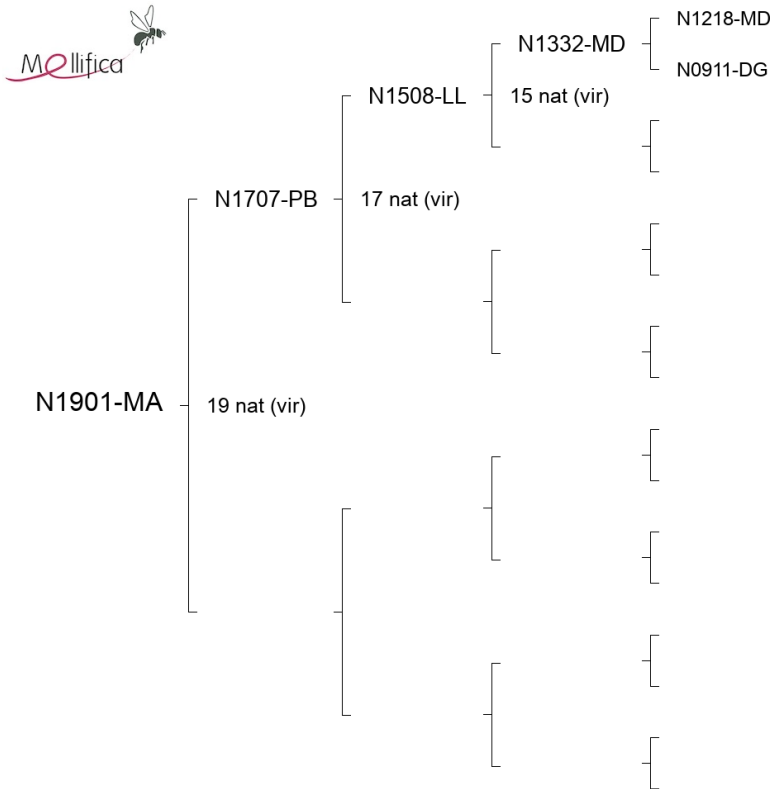 Mellifica
N1218-MD
N1332-MD
N0911-DG
N1508-LL
15 nat (vir)
N1707-PB
17 nat (vir)
N1901-MA
19 nat (vir)